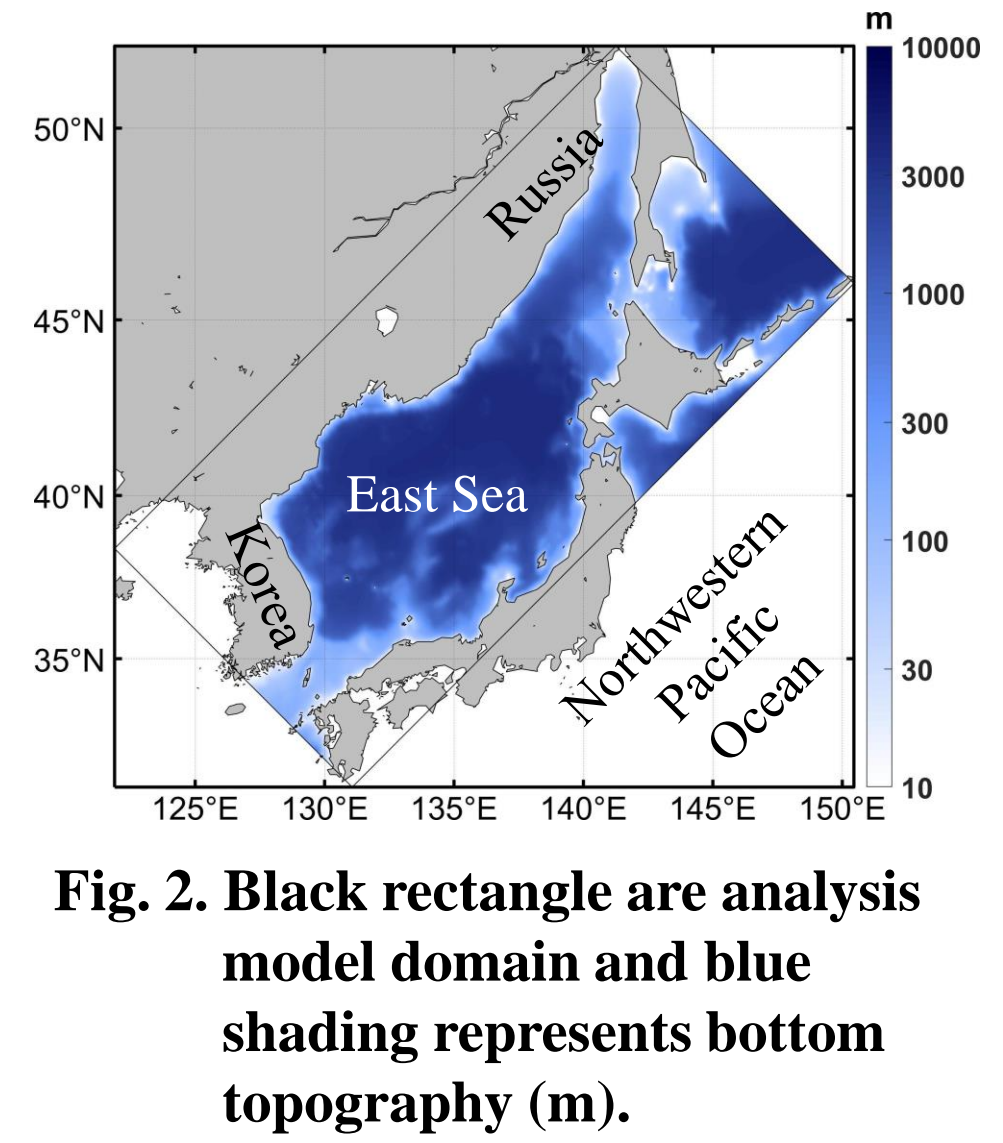 m
10000
3000
1000
300
100
30
10
50°N
45°N
40°N
35°N
125°E
130°E
135°E
140°E
145°E
150°E
Russia
East Sea
Korea
Northwestern
Pacific
Ocean
Fig. 2. Black rectangle are analysis
model domain and blue
shading represents bottom
topography (m).